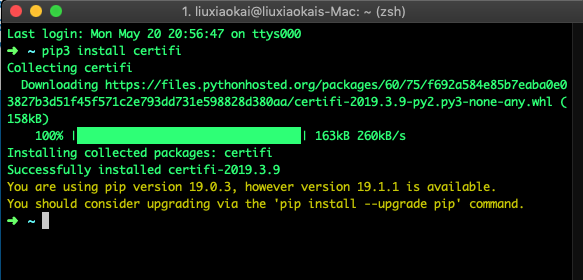 1. liuxiaokai@liuxiaokais-Mac: ~ (zsh)
Last login: Mon May 20 20:56:47 on ttys000
➜ ~ pip3 install certifi
Collecting certifi
Downloading https://files.pythonhosted.org/packages/60/75/f692a584e85b7eaba0e0
3827b3d51f45f571c2e793dd731e598828d380aa/certifi-2019.3.9-py2.py3-none-any.whl (
158kB)
100% |████████████████████████████████| 163kB 260kB/s
Installing collected packages: certifi
Successfully installed certifi-2019.3.9
You are using pip version 19.0.3, however version 19.1.1 is available.
You should consider upgrading via the 'pip install --upgrade pip' command.
➜ ~